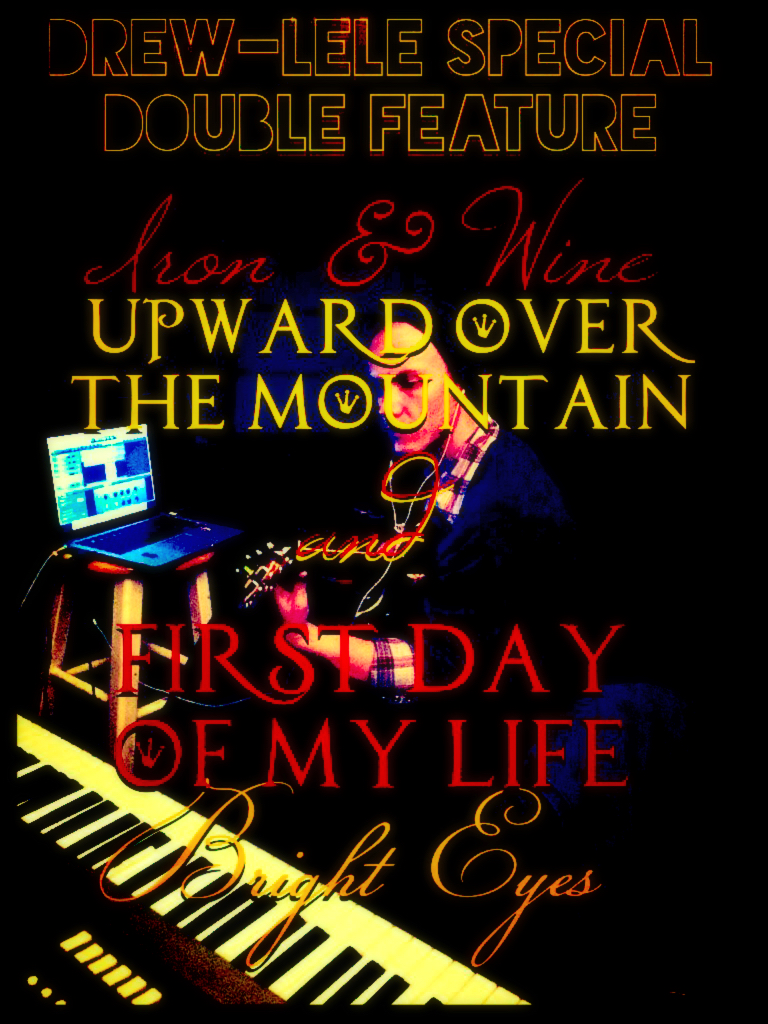 DREW-LELE SPECIAL
DOUBLE FEATURE
Iron & Wine
UPWARD OVER
THE MOUNTAIN
and
FIRST DAY
OF MY LIFE
Bright Eyes